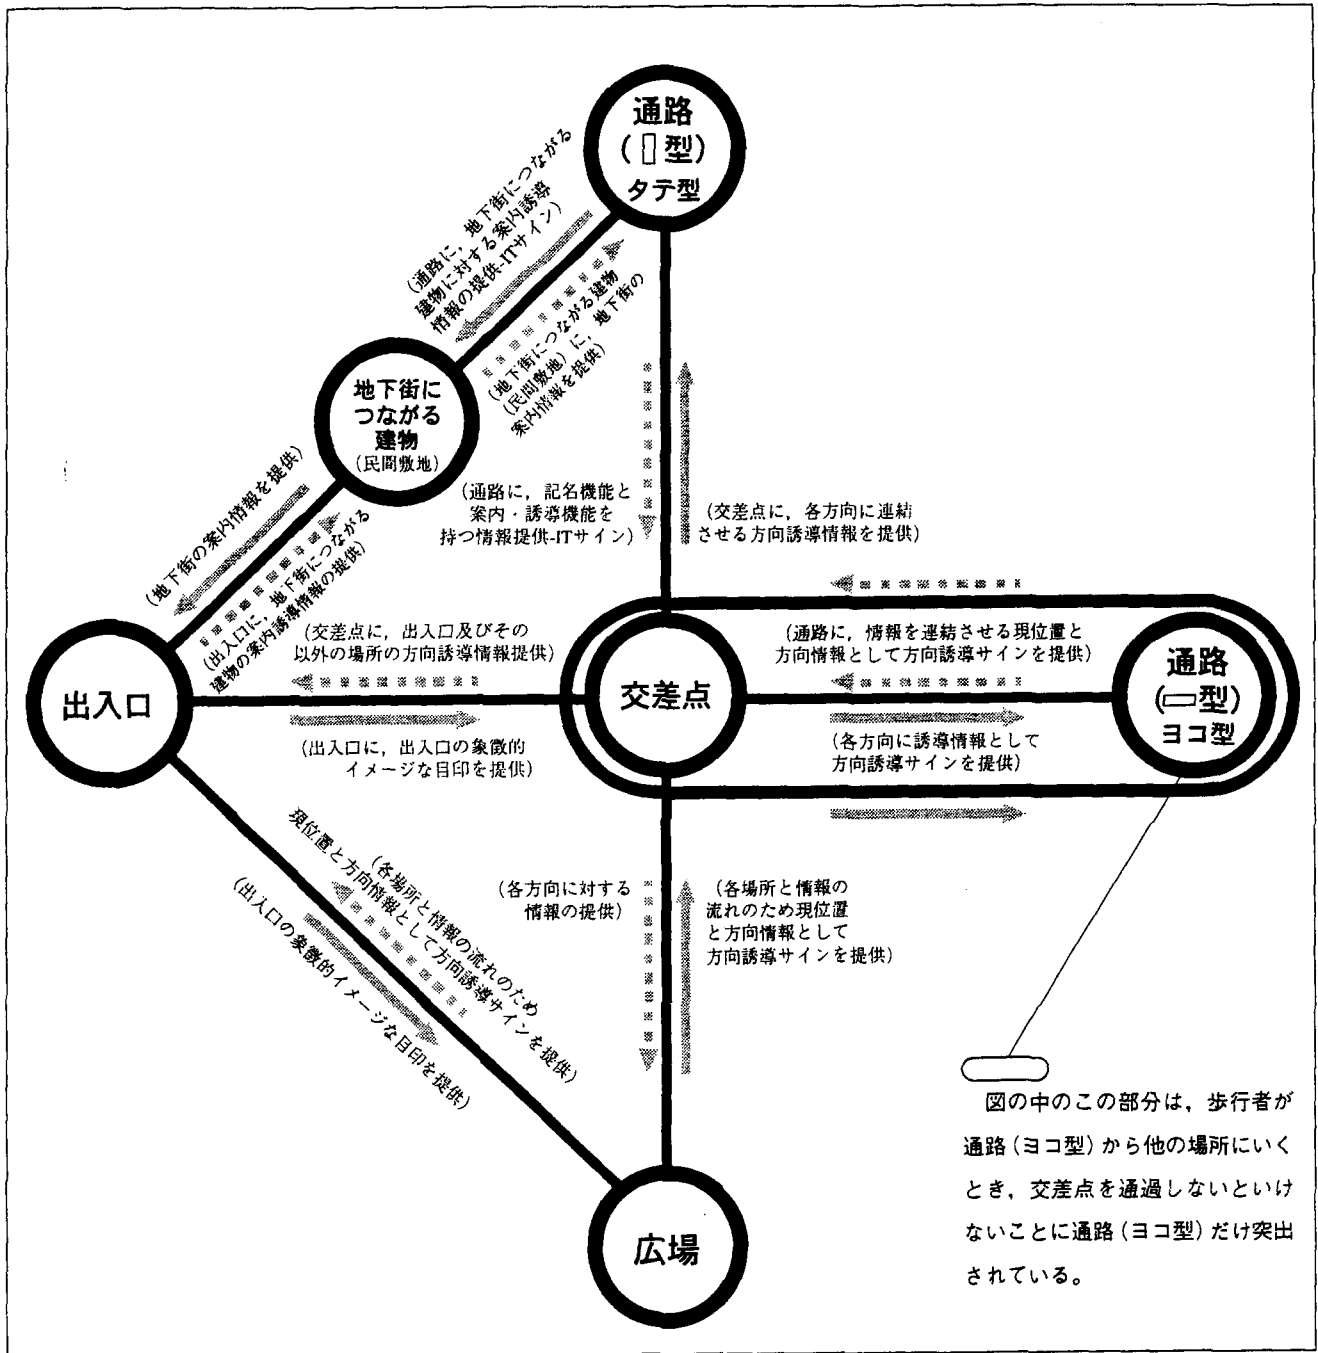 通路
(▯型)
タテ型
(通路に，地下街につながる
建物に対する案内誘導
情報の提供-ITサイン)
(地下街につながる建物
(民間敷地)に，地下街の
案内情報を提供)
地下街に
つながる
建物
(民間敷地)
(地下街の案内情報を提供)
(出入口に，地下街につながる
建物の案内誘導情報の提供)
(通路に，記名機能と
案内・誘導機能を
持つ情報提供-ITサイン)
(交差点に，各方向に連結
させる方向誘導情報を提供)
(交差点に，出入口及びその
以外の場所の方向誘導情報提供)
(通路に，情報を連結させる現位置と
方向情報として方向誘導サインを提供)
出入口
交差点
通路
(▭型)
ヨコ型
(出入口に，出入口の象徴的
イメージな目印を提供)
(各方向に誘導情報として
方向誘導サインを提供)
(各場所と情報の流れのため
現位置と方向情報として方向誘導サインを提供)
(出入口の象徴的イメージな目印を提供)
(各方向に対する
情報の提供)
(各場所と情報の
流れのため現位置
と方向情報として
方向誘導サインを提供)
広場
図の中のこの部分は，歩行者が
通路(ヨコ型)から他の場所にいく
とき，交差点を通過しないといけ
ないことに通路(ヨコ型)だけ突出
されている。